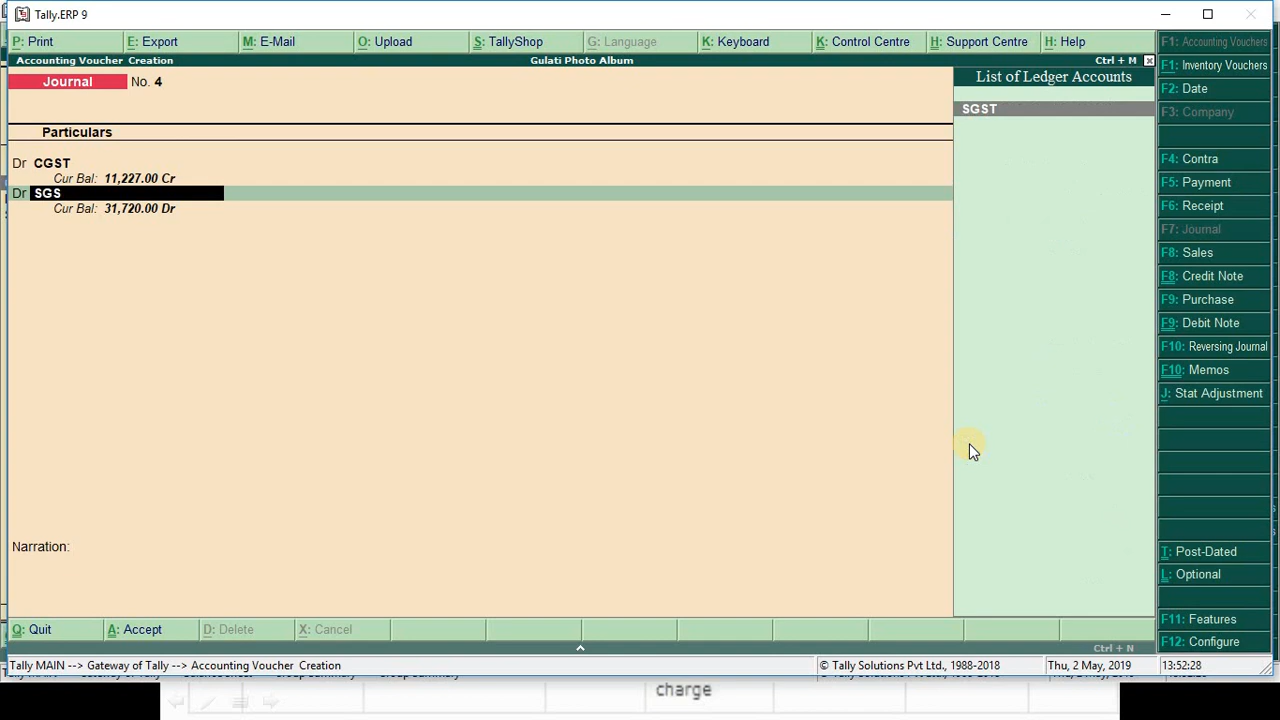 Tally.ERP 9
P: Print E: Export M: E-Mail O: Upload S: TallyShop G: Language K: Keyboard K: Control Centre H: Support Centre H: Help
Accounting Voucher Creation Gulati Photo Album Ctrl + M
Journal No. 4
Particulars
Dr CGST
Cur Bal: 11,227.00 Cr
Dr SGS
Cur Bal: 31,720.00 Dr
Narration:
List of Ledger Accounts
SGST
F1: Accounting Vouchers
F1: Inventory Vouchers
F2: Date
F3: Company
F4: Contra
F5: Payment
F6: Receipt
F7: Journal
F8: Sales
F8: Credit Note
F9: Purchase
F9: Debit Note
F10: Reversing Journal
F10: Memos
J: Stat Adjustment
T: Post-Dated
L: Optional
F11: Features
F12: Configure
Q: Quit A: Accept D: Delete X: Cancel
Ctrl + N
Tally MAIN --> Gateway of Tally --> Accounting Voucher Creation © Tally Solutions Pvt Ltd., 1988-2018 Thu, 2 May, 2019 13:52:28
charge